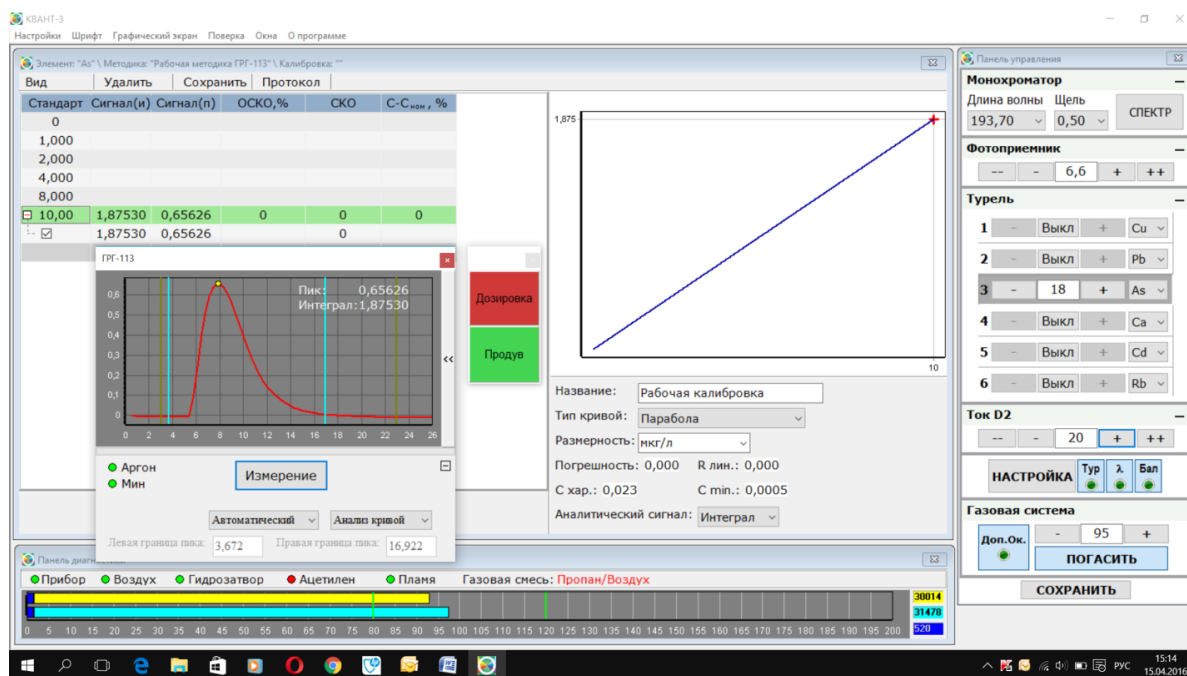 КВАНТ-3
Настройки Шрифт Графический экран Поверка Окна О программе
Элемент: "As" \ Методика: "Рабочая методика ГРГ-113" \ Калибровка: ""
Вид Удалить Сохранить Протокол
Стандарт Сигнал(и) Сигнал(п) ОСКО,% СКО С-Сном, %
0
1,000
2,000
4,000
8,000
10,00 1,87530 0,65626 0 0 0
1,87530 0,65626 0
ГРГ-113
Пик: 0,65626
Интеграл:1,87530
0,6
0,5
0,4
0,3
0,2
0,1
0
0 2 4 6 8 10 12 14 16 18 20 22 24 26
<<
Аргон
Мин
Измерение
Автоматический Анализ кривой
Левая граница пика: 3,672 Правая граница пика: 16,922
Дозировка
Продув
1,875
10
Название: Рабочая калибровка
Тип кривой: Парабола
Размерность: мкг/л
Погрешность: 0,000 R лин.: 0,000
С хар.: 0,023 C min.: 0,0005
Аналитический сигнал: Интеграл
Панель управления
Монохроматор
Длина волны Щель
193,70 0,50 СПЕКТР
Фотоприемник
-- - 6,6 + ++
Турель
1 - Выкл + Cu
2 - Выкл + Pb
3 - 18 + As
4 - Выкл + Ca
5 - Выкл + Cd
6 - Выкл + Rb
Ток D2
-- - 20 + ++
НАСТРОЙКА Тур λ Бал
Газовая система
Доп.Ок. - 95 +
ПОГАСИТЬ
СОХРАНИТЬ
Панель
Прибор Воздух Гидрозатвор Ацетилен Пламя Газовая смесь: Пропан/Воздух
30014
31478
520
0 5 10 15 20 25 30 35 40 45 50 55 60 65 70 75 80 85 90 95 100 105 110 115 120 125 130 135 140 145 150 155 160 165 170 175 180 185 190 195 200
РУС
15:14
15.04.2016